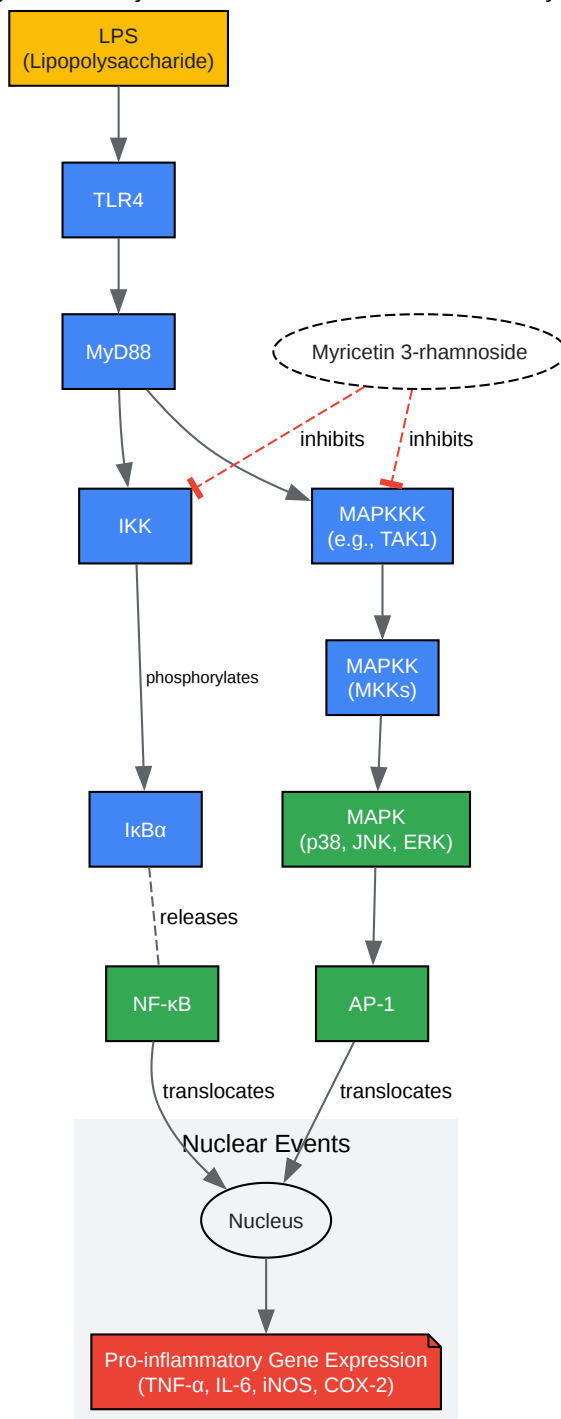 LPS
(Lipopolysaccharide)
TLR4
MyD88
Myricetin 3-rhamnoside
inhibits
inhibits
IKK
MAPKKK
(e.g., TAK1)
phosphorylates
MAPKK
(MKKs)
IκBα
MAPK
(p38, JNK, ERK)
releases
NF-κB
AP-1
translocates
translocates
Nuclear Events
Nucleus
Pro-inflammatory Gene Expression
(TNF-α, IL-6, iNOS, COX-2)